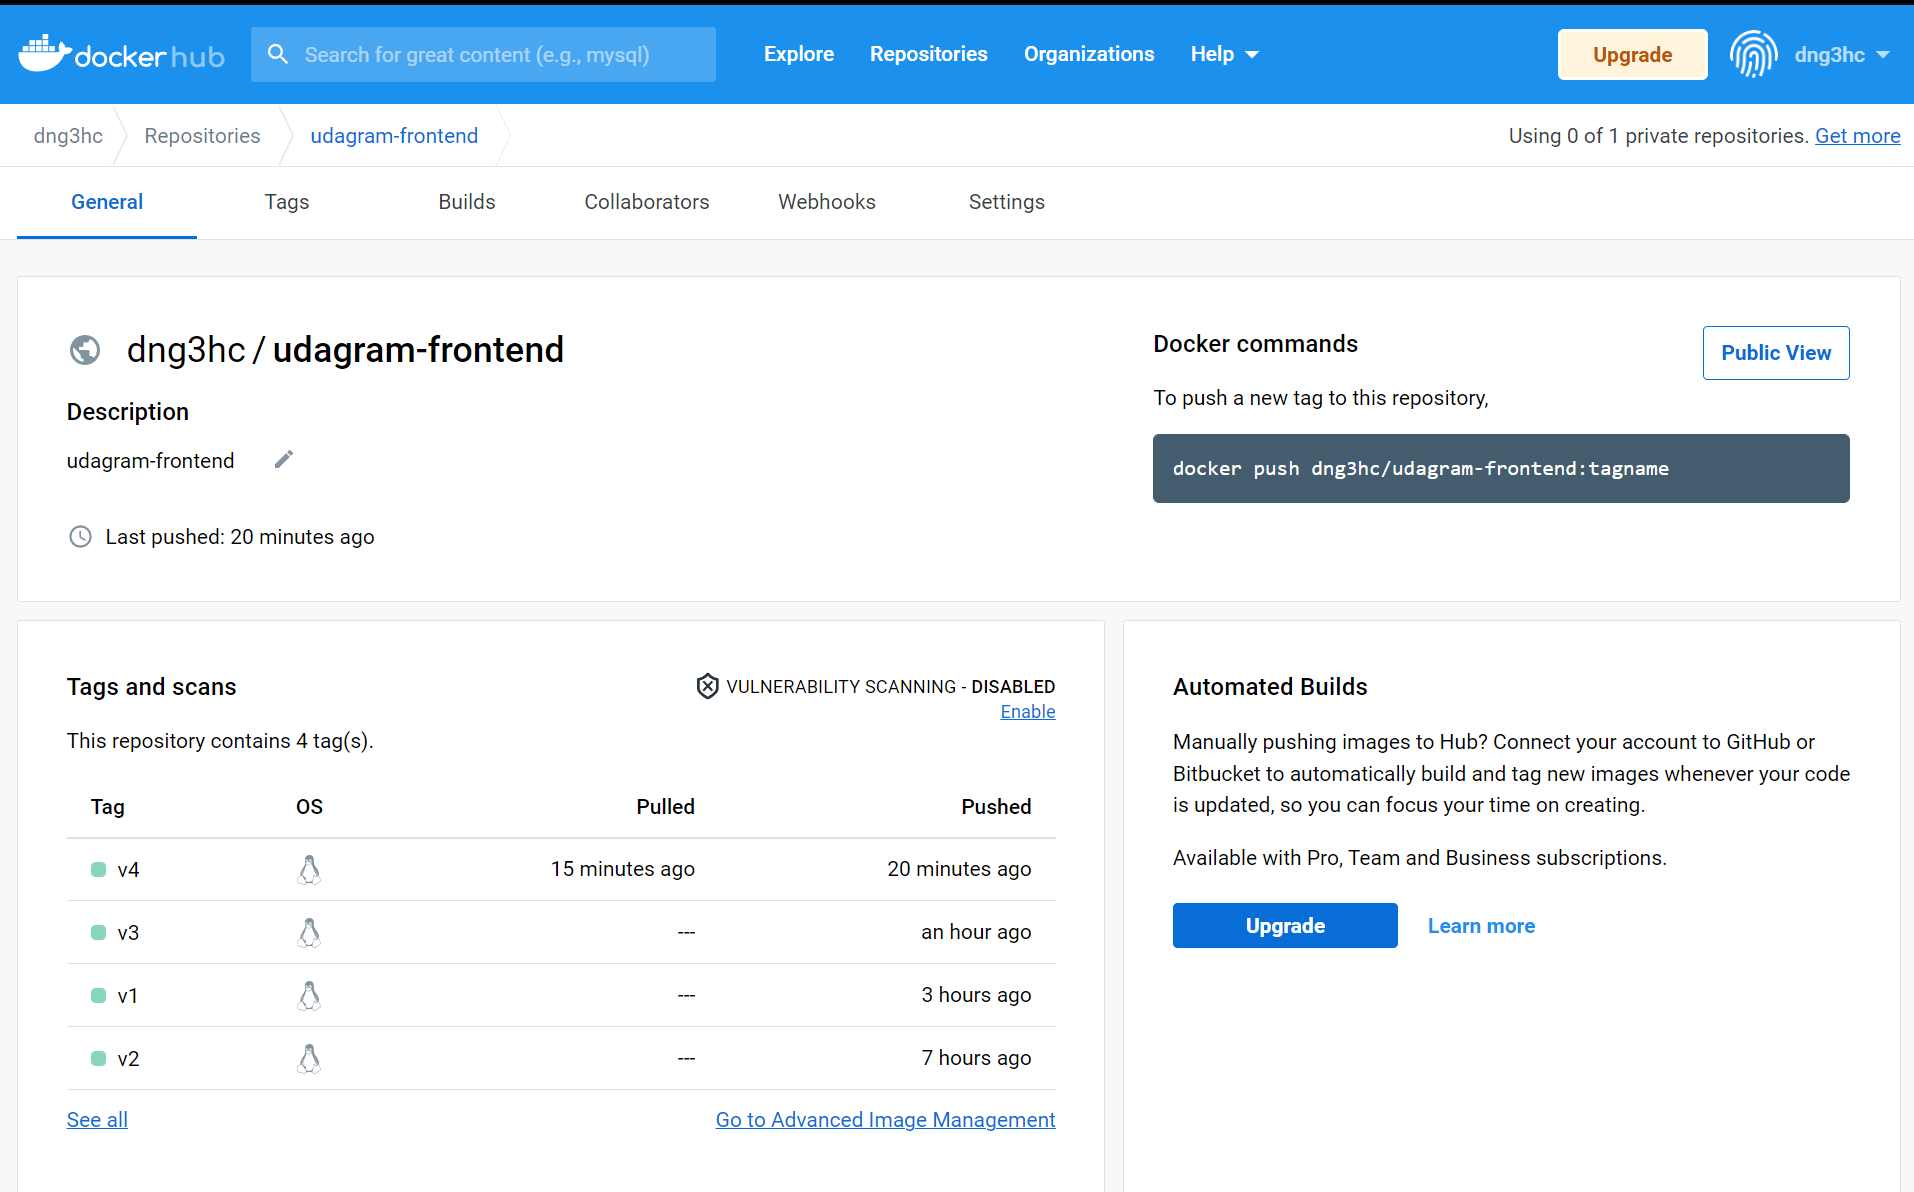 docker hub
Search for great content (e.g., mysql)
Explore
Repositories
Organizations
Help
Upgrade
dng3hc
dng3hc
Repositories
udagram-frontend
Using 0 of 1 private repositories. Get more
General
Tags
Builds
Collaborators
Webhooks
Settings
dng3hc / udagram-frontend
Description
udagram-frontend
Last pushed: 20 minutes ago
Docker commands
Public View
To push a new tag to this repository,
docker push dng3hc/udagram-frontend:tagname
Tags and scans
VULNERABILITY SCANNING - DISABLED
Enable
This repository contains 4 tag(s).
Tag OS Pulled Pushed
v4 15 minutes ago 20 minutes ago
v3 --- an hour ago
v1 --- 3 hours ago
v2 --- 7 hours ago
See all
Go to Advanced Image Management
Automated Builds
Manually pushing images to Hub? Connect your account to GitHub or
Bitbucket to automatically build and tag new images whenever your code
is updated, so you can focus your time on creating.
Available with Pro, Team and Business subscriptions.
Upgrade
Learn more